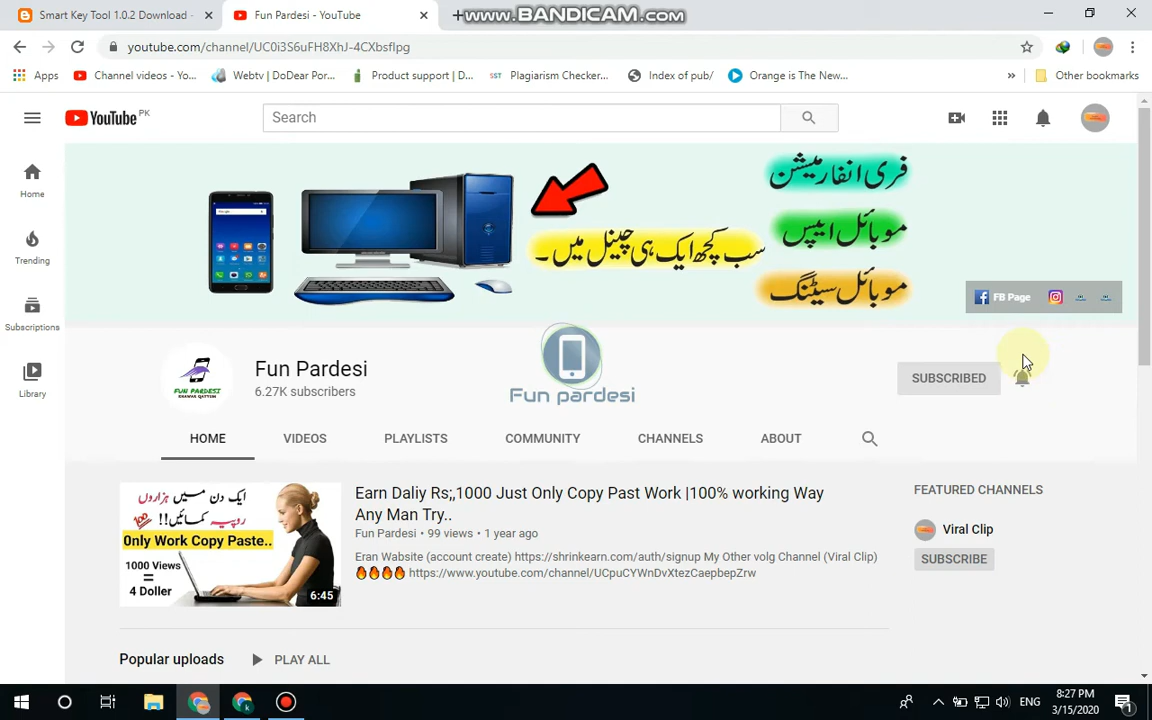 Smart Key Tool 1.0.2 Download -
Fun Pardesi - YouTube
www.BANDICAM.com
youtube.com/channel/UC0i3S6uFH8XhJ-4CXbsfIpg
Apps
Channel videos - Yo...
Webtv | DoDear Por...
Product support | D...
SST Plagiarism Checker...
Index of pub/
Orange is The New...
»
Other bookmarks
YouTube PK
Search
Home
Trending
Subscriptions
Library
فری انفارمیشن
موبائل ایپس
سب کچھ ایک ہی چینل میں۔
موبائل سیٹنگ
FB Page
FUN PARDESI
Fun Pardesi
6.27K subscribers
Fun pardesi
SUBSCRIBED
HOME
VIDEOS
PLAYLISTS
COMMUNITY
CHANNELS
ABOUT
ایک دن میں ہزاروں
روپیہ کمائیں!!
100
Only Work Copy Paste..
1000 Views
=
4 Doller
6:45
Earn Daliy Rs;,1000 Just Only Copy Past Work |100% working Way
Any Man Try..
Fun Pardesi • 99 views • 1 year ago
Eran Wabsite (account create) https://shrinkearn.com/auth/signup My Other volg Channel (Viral Clip)
🔥🔥🔥🔥 https://www.youtube.com/channel/UCpuCYWnDvXtezCaepbepZrw
FEATURED CHANNELS
Viral Clip
SUBSCRIBE
Popular uploads
PLAY ALL
ENG
8:27 PM
3/15/2020
1